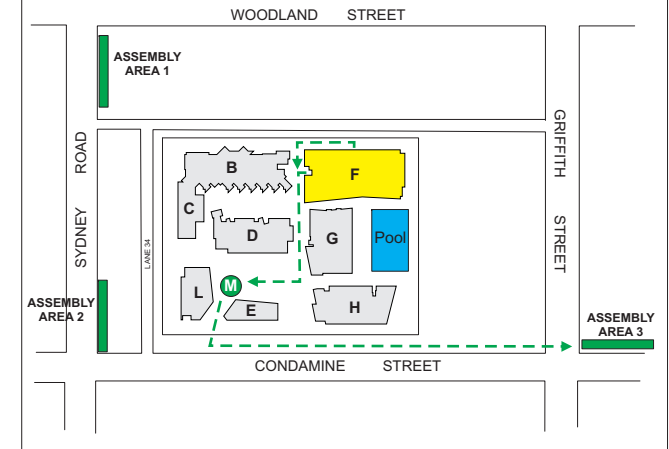 WOODLAND STREET
ASSEMBLY
AREA 1
SYDNEY ROAD
GRIFFITH STREET
LANE 34
B
F
C
D
G
Pool
L
M
E
H
ASSEMBLY
AREA 2
ASSEMBLY
AREA 3
CONDAMINE STREET